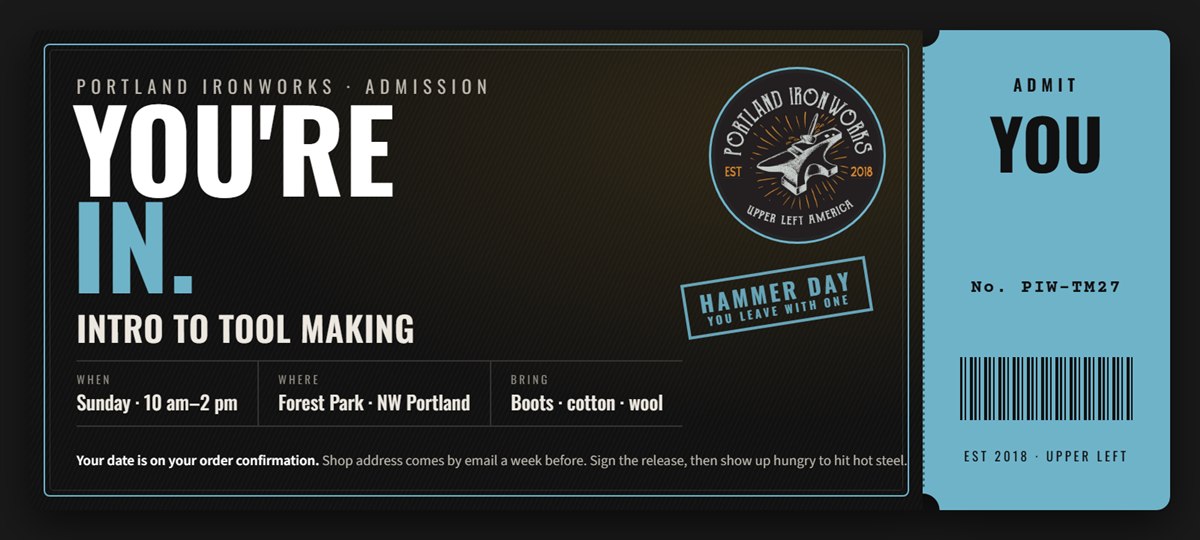 PORTLAND IRONWORKS · ADMISSION
YOU'RE
IN.
INTRO TO TOOL MAKING
WHEN
Sunday · 10 am–2 pm
WHERE
Forest Park · NW Portland
BRING
Boots · cotton · wool
Your date is on your order confirmation. Shop address comes by email a week before. Sign the release, then show up hungry to hit hot steel.
PORTLAND IRONWORKS
EST 2018
UPPER LEFT AMERICA
HAMMER DAY
YOU LEAVE WITH ONE
ADMIT
YOU
No. PIW-TM27
EST 2018 · UPPER LEFT